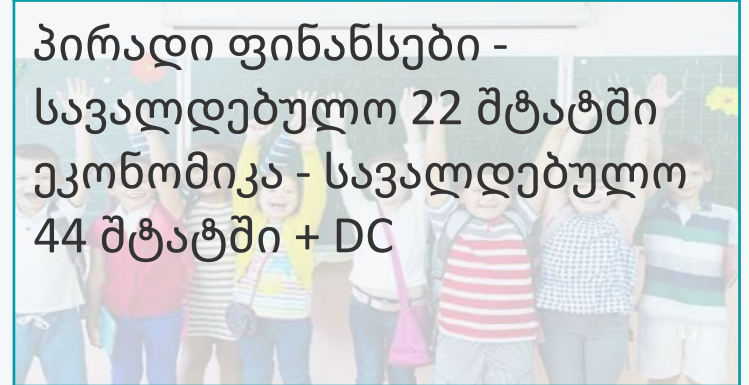 პირადი ფინანსები -
სავალდებულო 22 შტატში
ეკონომიკა - სავალდებულო
44 შტატში + DC